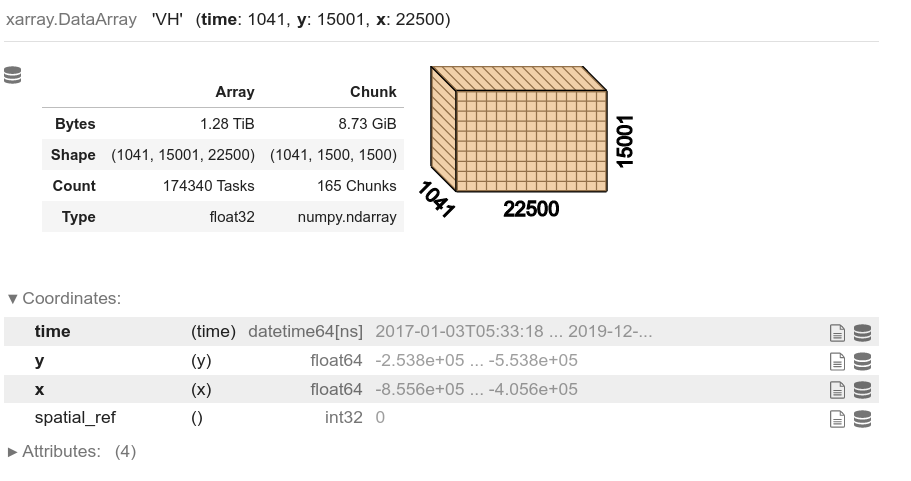 xarray.DataArray 'VH' (time: 1041, y: 15001, x: 22500)
Array Chunk
Bytes 1.28 TiB 8.73 GiB
Shape (1041, 15001, 22500) (1041, 1500, 1500)
Count 174340 Tasks 165 Chunks
Type float32 numpy.ndarray
15001
1041
22500
▼ Coordinates:
time (time) datetime64[ns] 2017-01-03T05:33:18 ... 2019-12-...
y (y) float64 -2.538e+05 ... -5.538e+05
x (x) float64 -8.556e+05 ... -4.056e+05
spatial_ref () int32 0
► Attributes: (4)